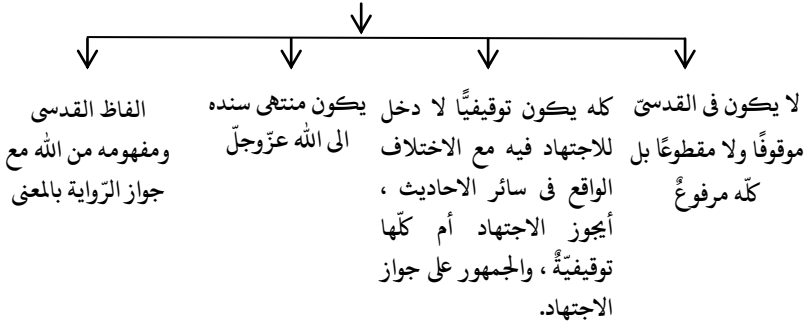 لا يكون فى القدسىّ
موقوفًا ولا مقطوعًا بل
كلّه مرفوعٌ
كله يكون توقيفيًّا لا دخل
للاجتهاد فيه مع الاختلاف
الواقع فى سائر الاحاديث ،
أيجوز الاجتهاد أم كلّها
توقيفيّةٌ ، والجمهور على جواز
الاجتهاد.
يكون منتهى سنده
الى الله عزّوجلّ
الفاظ القدسى
ومفهومه من الله مع
جواز الرّواية بالمعنى